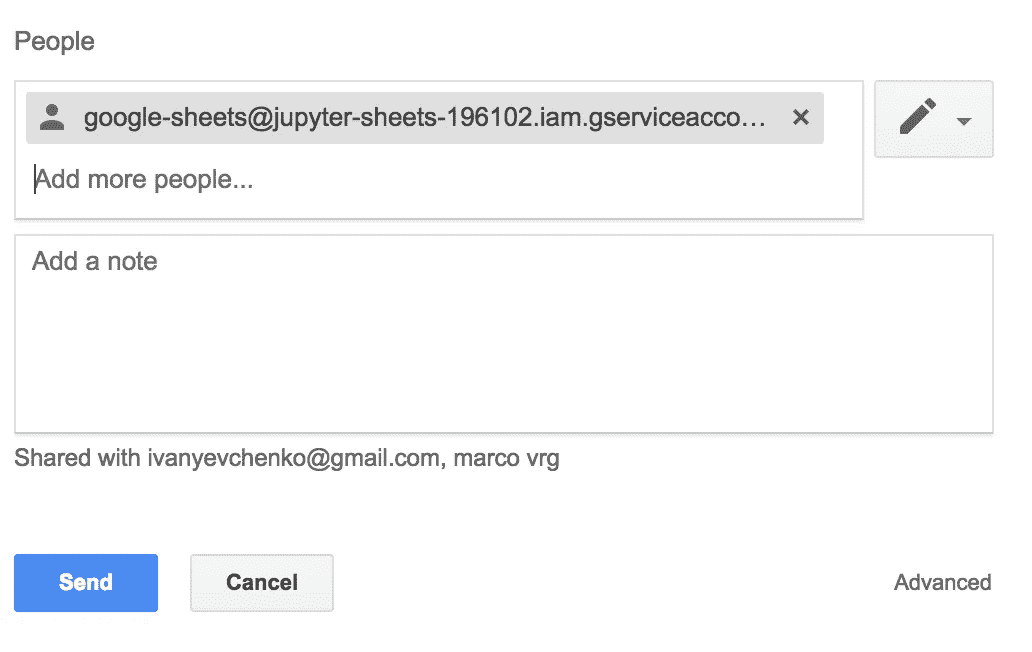 People
google-sheets@jupyter-sheets-196102.iam.gserviceacco...
Add more people...
Add a note
Shared with ivanyevchenko@gmail.com, marco vrg
Send Cancel Advanced